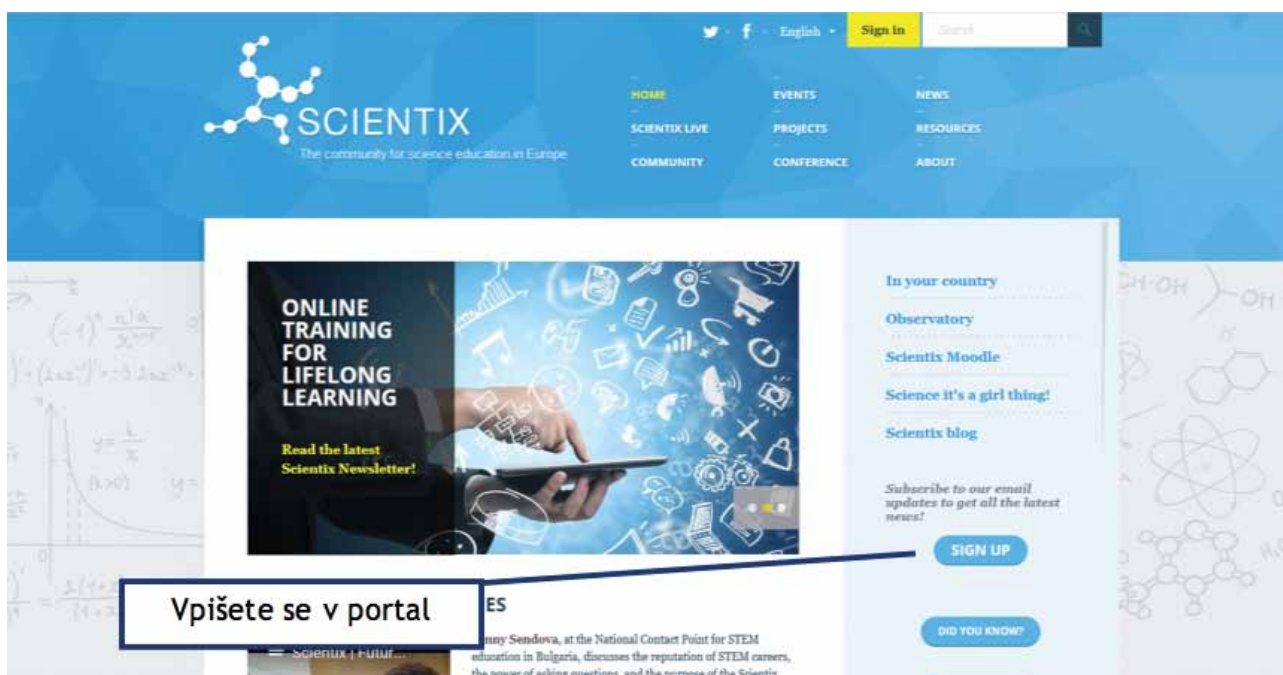 English
Sign in
Search
SCIENTIX
The community for science education in Europe
HOME
EVENTS
NEWS
SCIENTIX LIVE
PROJECTS
RESOURCES
COMMUNITY
CONFERENCE
ABOUT
ONLINE
TRAINING
FOR
LIFELONG
LEARNING
Read the latest
Scientix Newsletter!
In your country
Observatory
Scientix Moodle
Science it's a girl thing!
Scientix blog
Subscribe to our email
updates to get all the latest
news!
SIGN UP
DID YOU KNOW?
Vpišete se v portal
ES
nny Sendova, at the National Contact Point for STEM
education in Bulgaria, discusses the reputation of STEM careers,
the power of asking questions, and the purpose of the Scientix
Scientix | Futur...